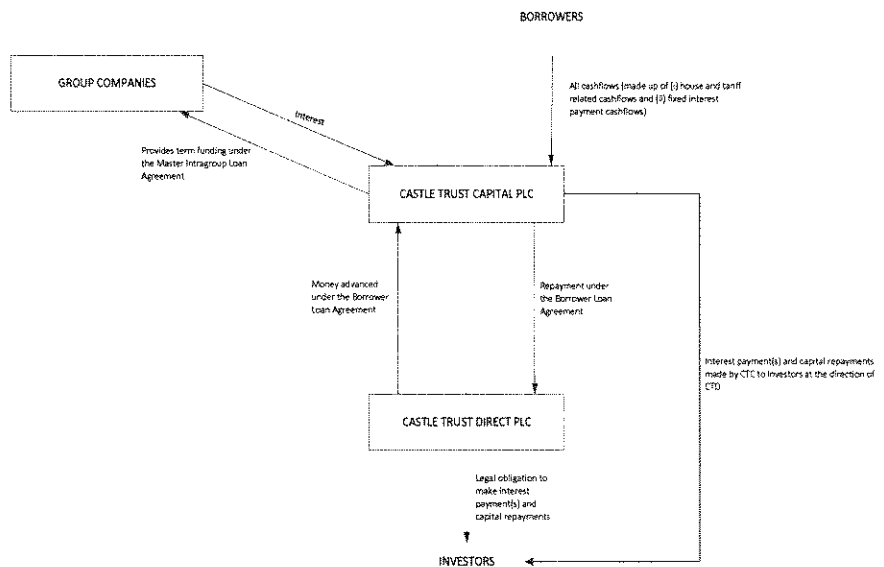 BORROWERS
GROUP COMPANIES
All cashflows (made up of (i) house and tariff
related cashflows and (ii) fixed interest
payment cashflows)
Interest
Provides term funding under
the Master Intragroup Loan
Agreement
CASTLE TRUST CAPITAL PLC
Money advanced
under the Borrower
Loan Agreement
Repayment under
the Borrower Loan
Agreement
Interest payment(s) and capital repayments
made by CTC to Investors at the direction of
CTD
CASTLE TRUST DIRECT PLC
Legal obligation to
make interest
payment(s) and
capital repayments
INVESTORS